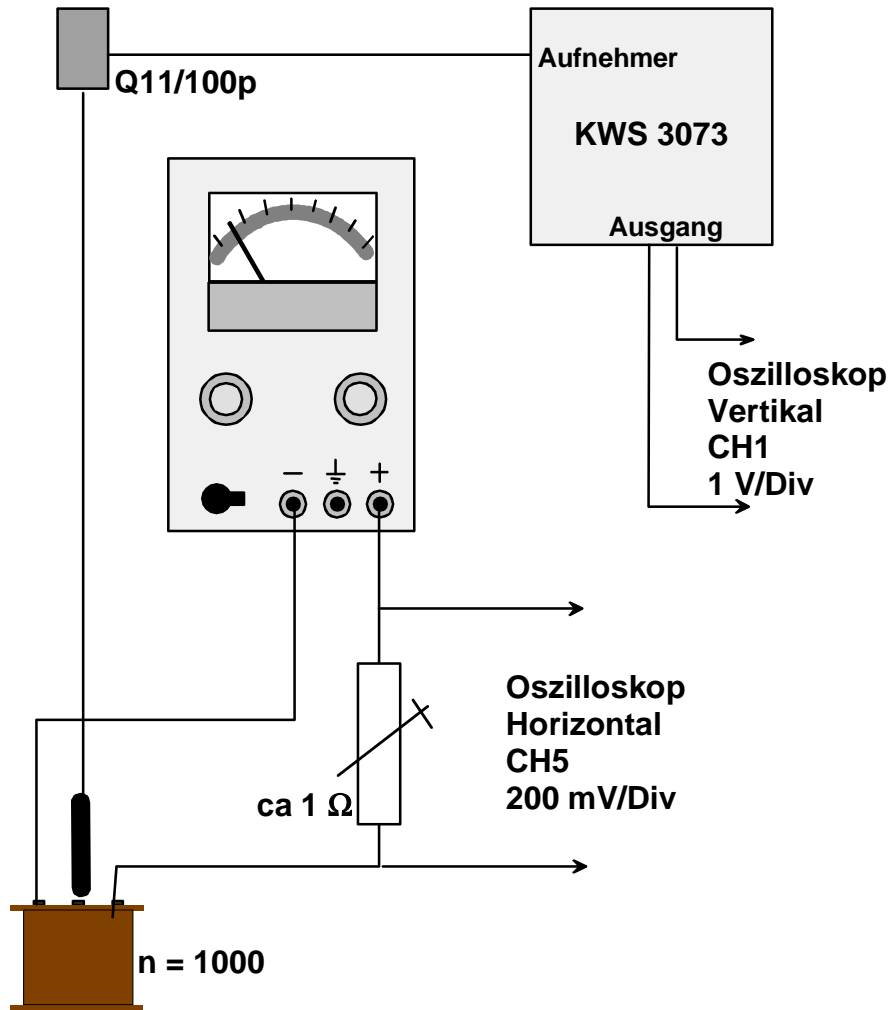 Aufnehmer
Q11/100p
KWS 3073
Ausgang
Oszilloskop
Vertikal
CH1
1 V/Div
− +
Oszilloskop
Horizontal
CH5
200 mV/Div
ca 1 Ω
n = 1000